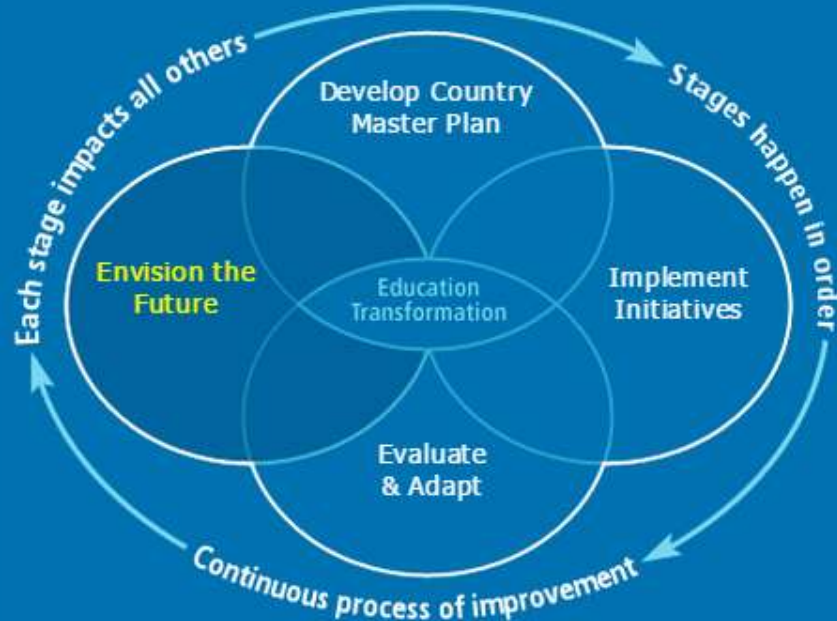 Each stage impacts all others
Stages happen in order
Continuous process of improvement
Develop Country
Master Plan
Envision the
Future
Education
Transformation
Implement
Initiatives
Evaluate
& Adapt